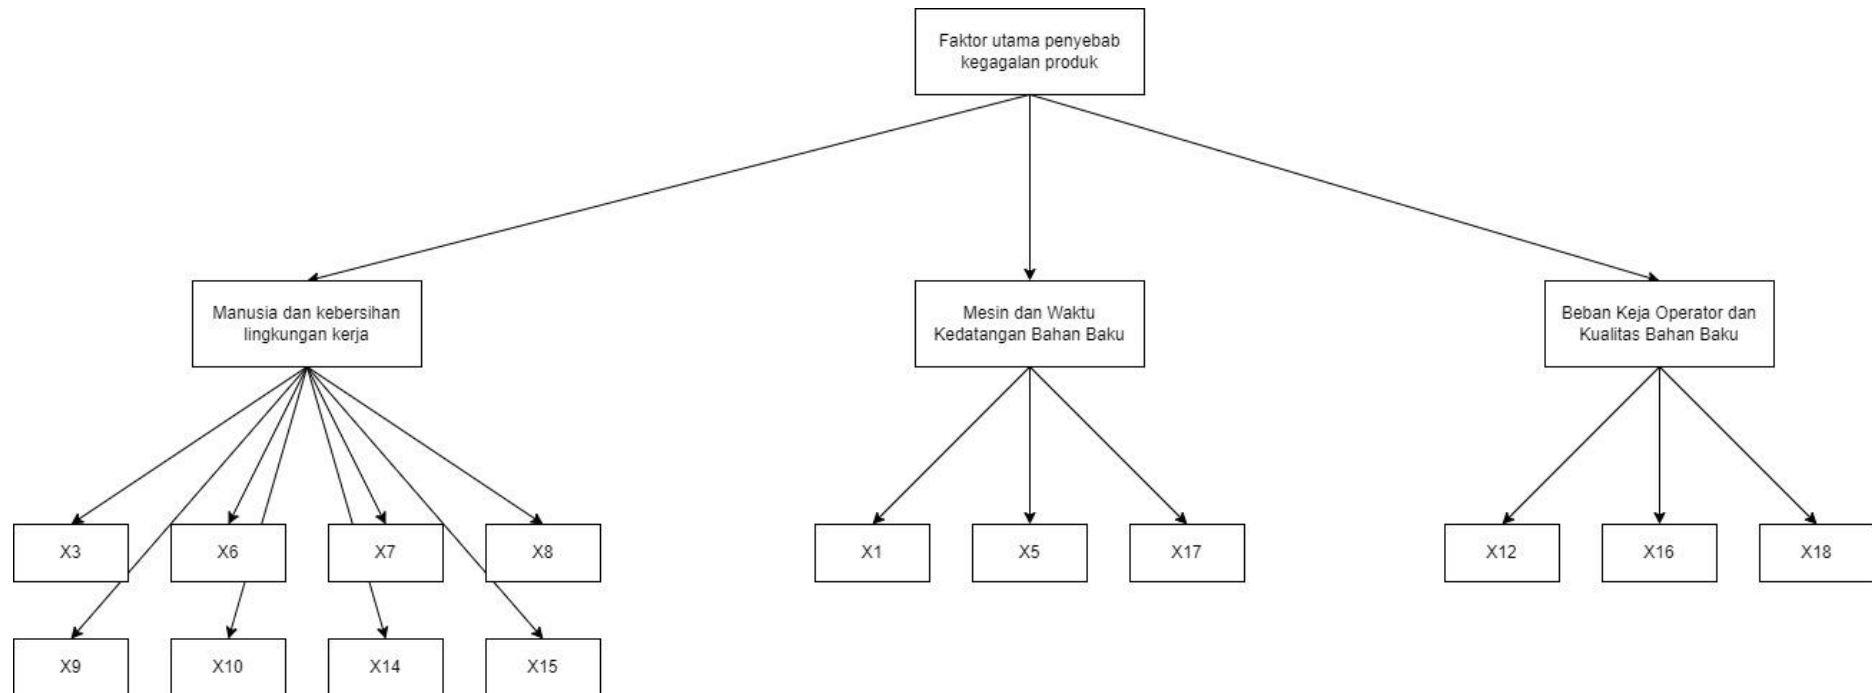 Faktor utama penyebab
kegagalan produk
Manusia dan kebersihan
lingkungan kerja
Mesin dan Waktu
Kedatangan Bahan Baku
Beban Keja Operator dan
Kualitas Bahan Baku
X3
X6
X7
X8
X1
X5
X17
X12
X16
X18
X9
X10
X14
X15